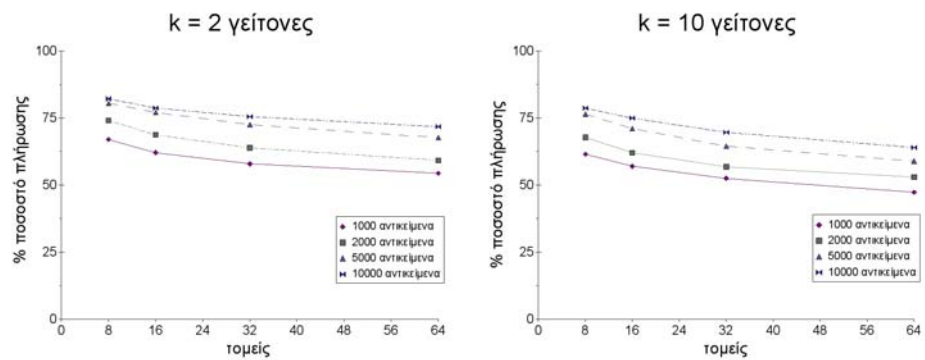 k = 2 γείτονες
% ποσοστό πλήρωσης
100
75
50
25
0
0 8 16 24 32 40 48 56 64
τομείς
1000 αντικείμενα
2000 αντικείμενα
5000 αντικείμενα
10000 αντικείμενα
k = 10 γείτονες
% ποσοστό πλήρωσης
100
75
50
25
0
0 8 16 24 32 40 48 56 64
τομείς
1000 αντικείμενα
2000 αντικείμενα
5000 αντικείμενα
10000 αντικείμενα